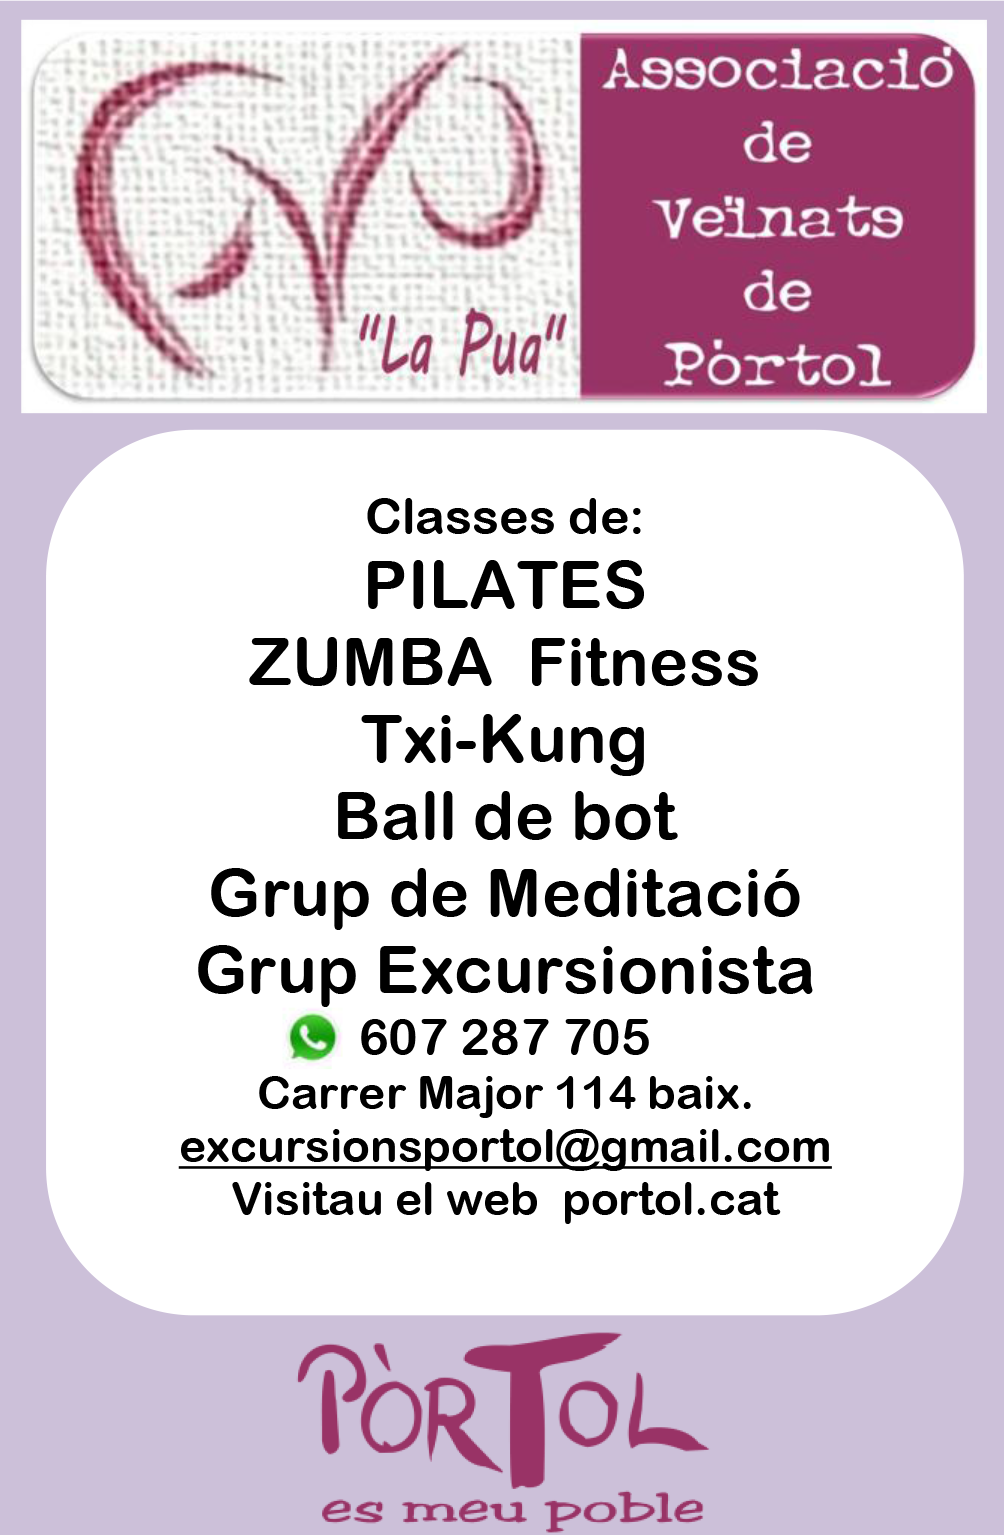 Associació
de
Veïnats
de
Pòrtol
"La Pua"
Classes de:
PILATES
ZUMBA Fitness
Txi-Kung
Ball de bot
Grup de Meditació
Grup Excursionista
607 287 705
Carrer Major 114 baix.
excursionsportol@gmail.com
Visitau el web portol.cat
PÒRTOL
es meu poble